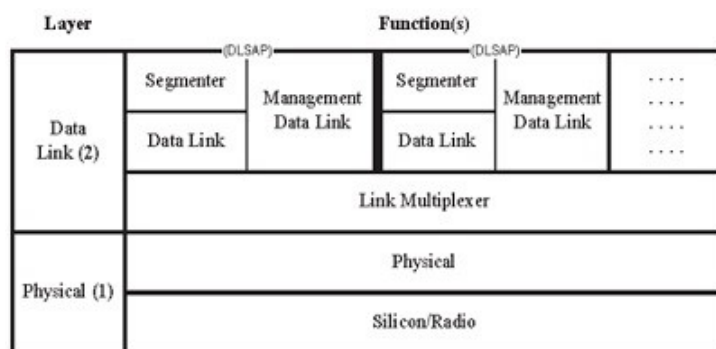 Layer Function(s)
(DLSAP) (DLSAP)
Segmenter Management Data Link Segmenter Management Data Link . . . .
. . . .
Data Link (2) Data Link Data Link . . . .
. . . .
Link Multiplexer
Physical (1) Physical
Silicon/Radio